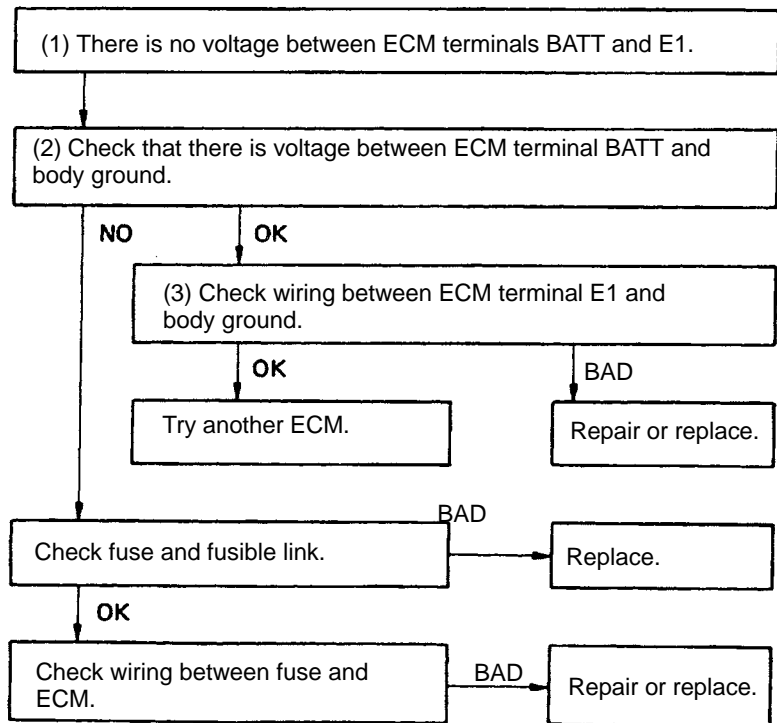 (1) There is no voltage between ECM terminals BATT and E1.
(2) Check that there is voltage between ECM terminal BATT and
body ground.
NO
OK
(3) Check wiring between ECM terminal E1 and
body ground.
OK
BAD
Try another ECM.
Repair or replace.
BAD
Check fuse and fusible link.
Replace.
OK
Check wiring between fuse and
ECM.
BAD
Repair or replace.